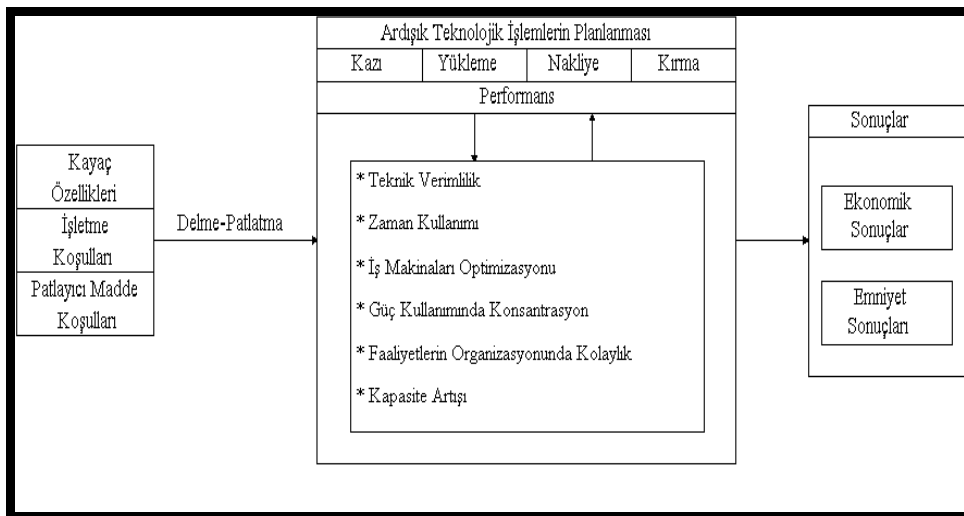 Kayaç
Özellikleri
İşletme
Koşulları
Patlayıcı Madde
Koşulları
Delme-Patlatma
Ardışık Teknolojik İşlemlerin Planlanması
Kazı Yükleme Nakliye Kırma
Performans
* Teknik Verimlilik
* Zaman Kullanımı
* İş Makinaları Optimizasyonu
* Güç Kullanımında Konsantrasyon
* Faaliyetlerin Organizasyonunda Kolaylık
* Kapasite Artışı
Sonuçlar
Ekonomik
Sonuçlar
Emniyet
Sonuçları